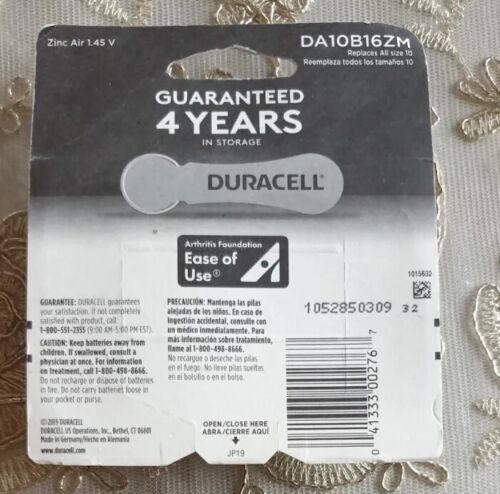 Zinc Air 1.45 V
DA10B16ZM
Replaces All size 10
Reemplaza todos los tamaños 10
GUARANTEED
4 YEARS
IN STORAGE
DURACELL®
Arthritis Foundation
Ease of
Use®
1015632
GUARANTEE: DURACELL guarantees
your satisfaction. If not completely
satisfied with product, call
1-800-551-2355 (9:00 AM-5:00 PM EST).
CAUTION: Keep batteries away from
children. If swallowed, consult a
physician at once. For information
on treatment, call 1-800-498-8666.
Do not recharge or dispose of batteries
in fire. Do not carry batteries loose in
your pocket or purse.
PRECAUCIÓN: Mantenga las pilas
alejadas de los niños. En caso de
ingestión accidental, consulte con
un médico inmediatamente. Para
más información sobre tratamiento,
llame al 1-800-498-8666.
No recargue o deseche las pilas
en el fuego. No lleve pilas sueltas
en el bolsillo o en el bolso.
1052850309 32
0 41333 00276 7
©2019 DURACELL
DURACELL US Operations, Inc., Bethel, CT 06801
Made in Germany/Hecho en Alemania
OPEN/CLOSE HERE
ABRA/CIERRE AQUÍ
JP19